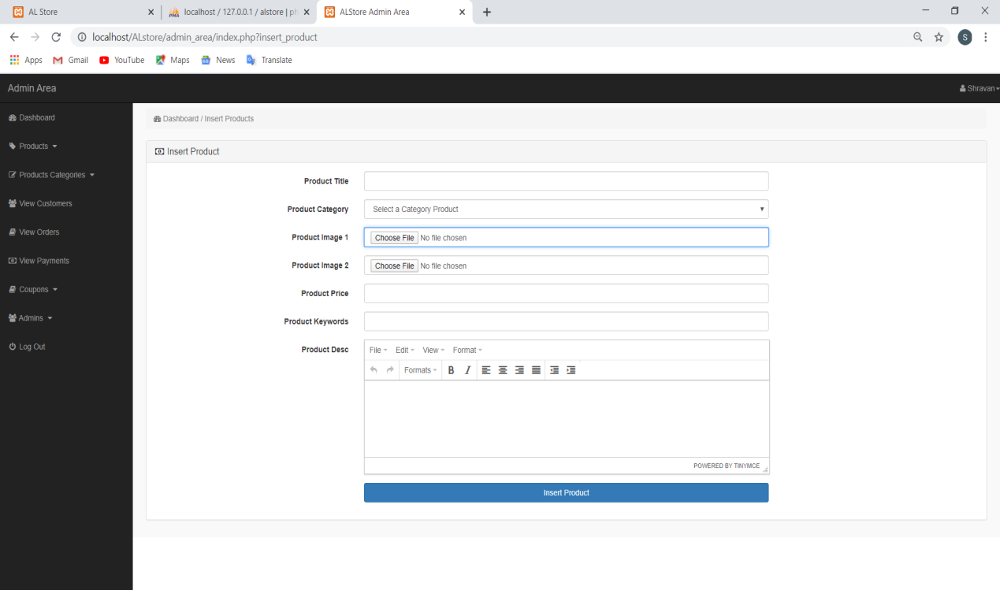 AL Store
localhost / 127.0.0.1 / alstore | ph
ALStore Admin Area
localhost/ALstore/admin_area/index.php?insert_product
S
Apps Gmail YouTube Maps News Translate
Admin Area
Shravan
Dashboard
Products
Products Categories
View Customers
View Orders
View Payments
Coupons
Admins
Log Out
Dashboard / Insert Products
Insert Product
Product Title
Product Category Select a Category Product
Product Image 1 Choose File No file chosen
Product Image 2 Choose File No file chosen
Product Price
Product Keywords
Product Desc
File Edit View Format
Formats B I
POWERED BY TINYMCE
Insert Product